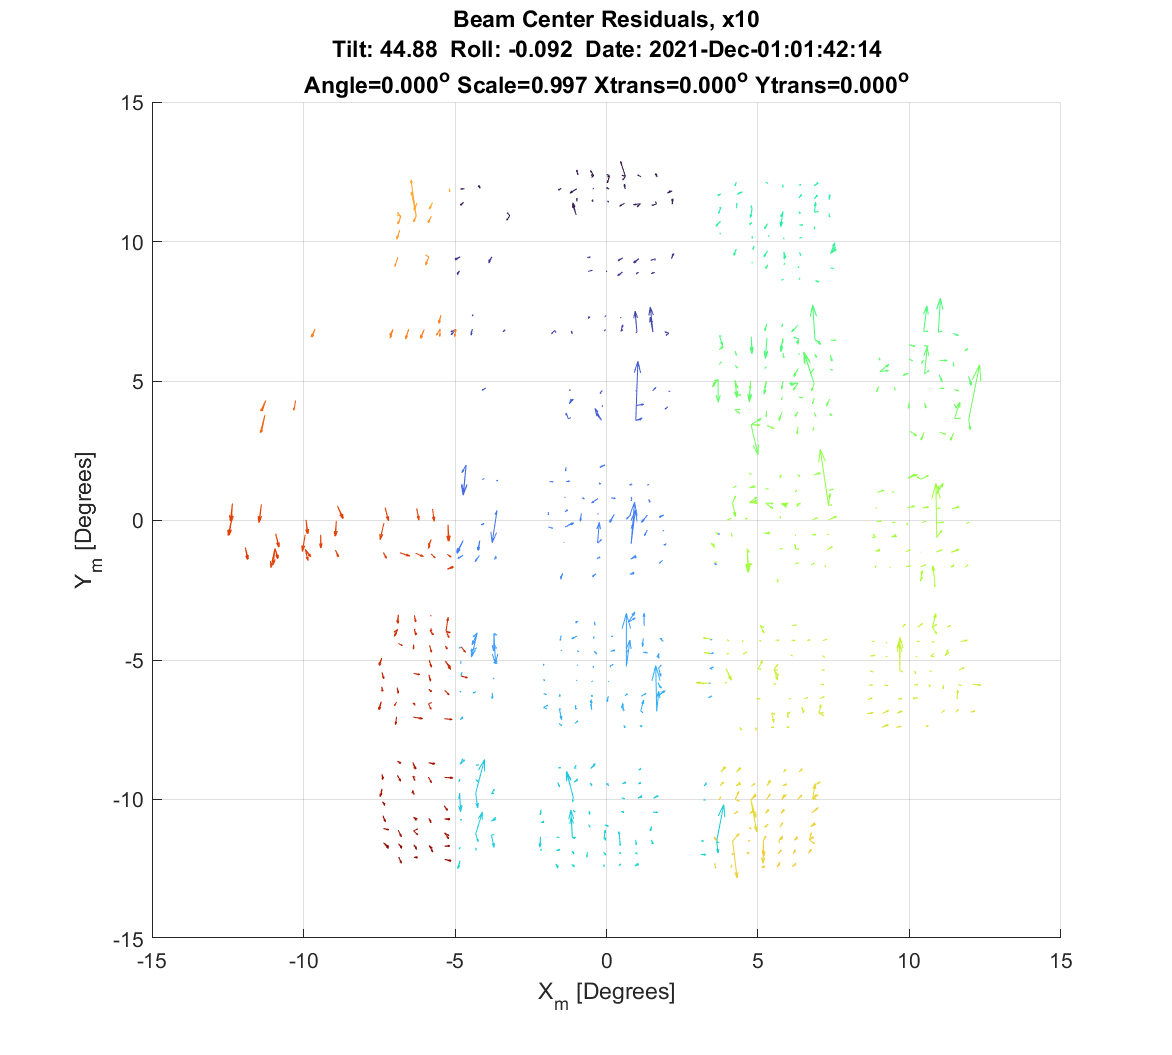 Beam Center Residuals, x10
Tilt: 44.88 Roll: -0.092 Date: 2021-Dec-01:01:42:14
Angle=0.000° Scale=0.997 Xtrans=0.000° Ytrans=0.000°
15
10
5
0
-5
-10
-15
Y_m [Degrees]
-15 -10 -5 0 5 10 15
X_m [Degrees]